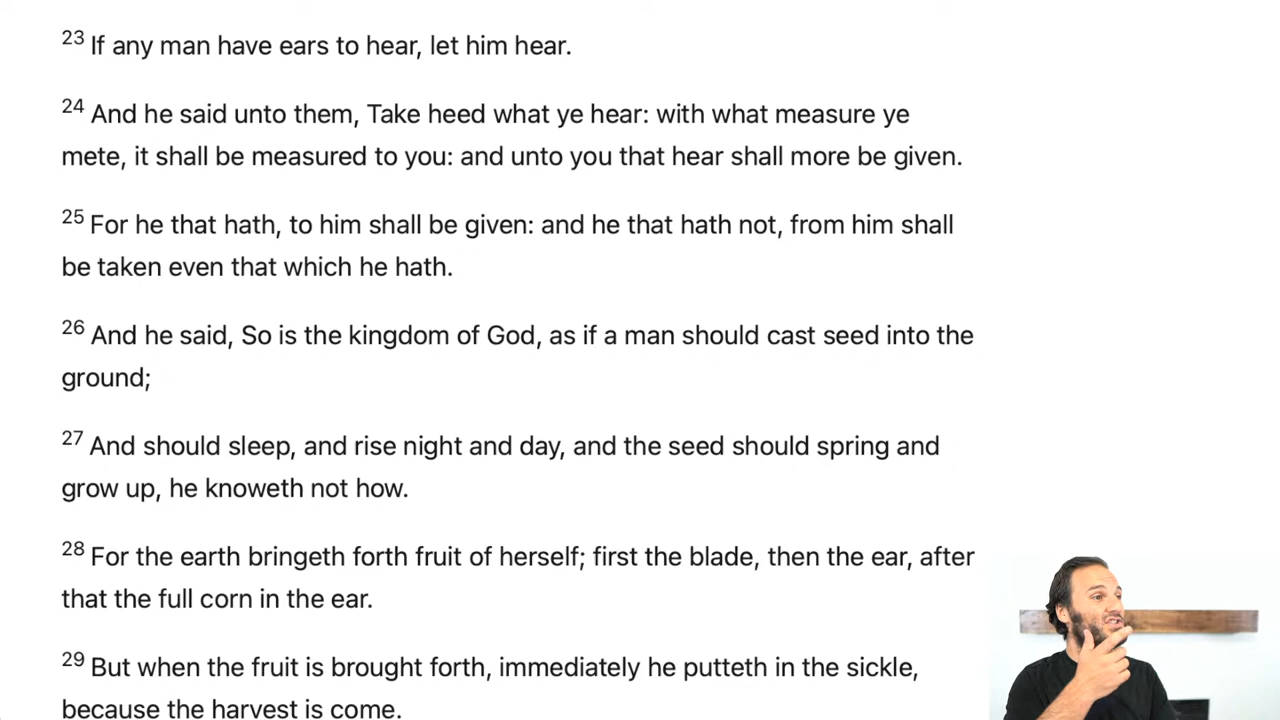 23 If any man have ears to hear, let him hear.
24 And he said unto them, Take heed what ye hear: with what measure ye
mete, it shall be measured to you: and unto you that hear shall more be given.
25 For he that hath, to him shall be given: and he that hath not, from him shall
be taken even that which he hath.
26 And he said, So is the kingdom of God, as if a man should cast seed into the
ground;
27 And should sleep, and rise night and day, and the seed should spring and
grow up, he knoweth not how.
28 For the earth bringeth forth fruit of herself; first the blade, then the ear, after
that the full corn in the ear.
29 But when the fruit is brought forth, immediately he putteth in the sickle,
because the harvest is come.